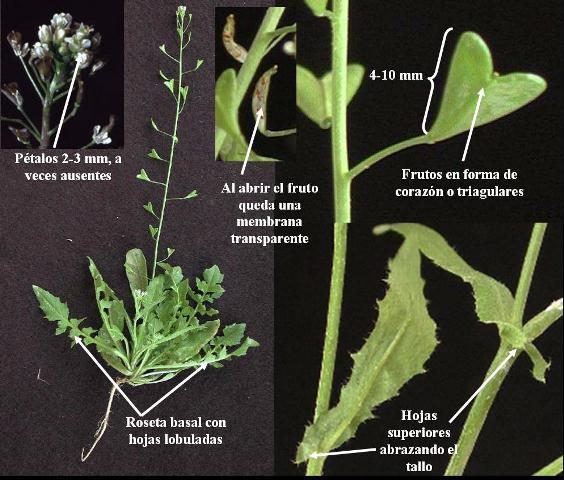 Pétalos 2-3 mm, a
veces ausentes
Al abrir el fruto
queda una
membrana
transparente
4-10 mm
Frutos en forma de
corazón o triagulares
Roseta basal con
hojas lobuladas
Hojas
superiores
abrazando el
tallo